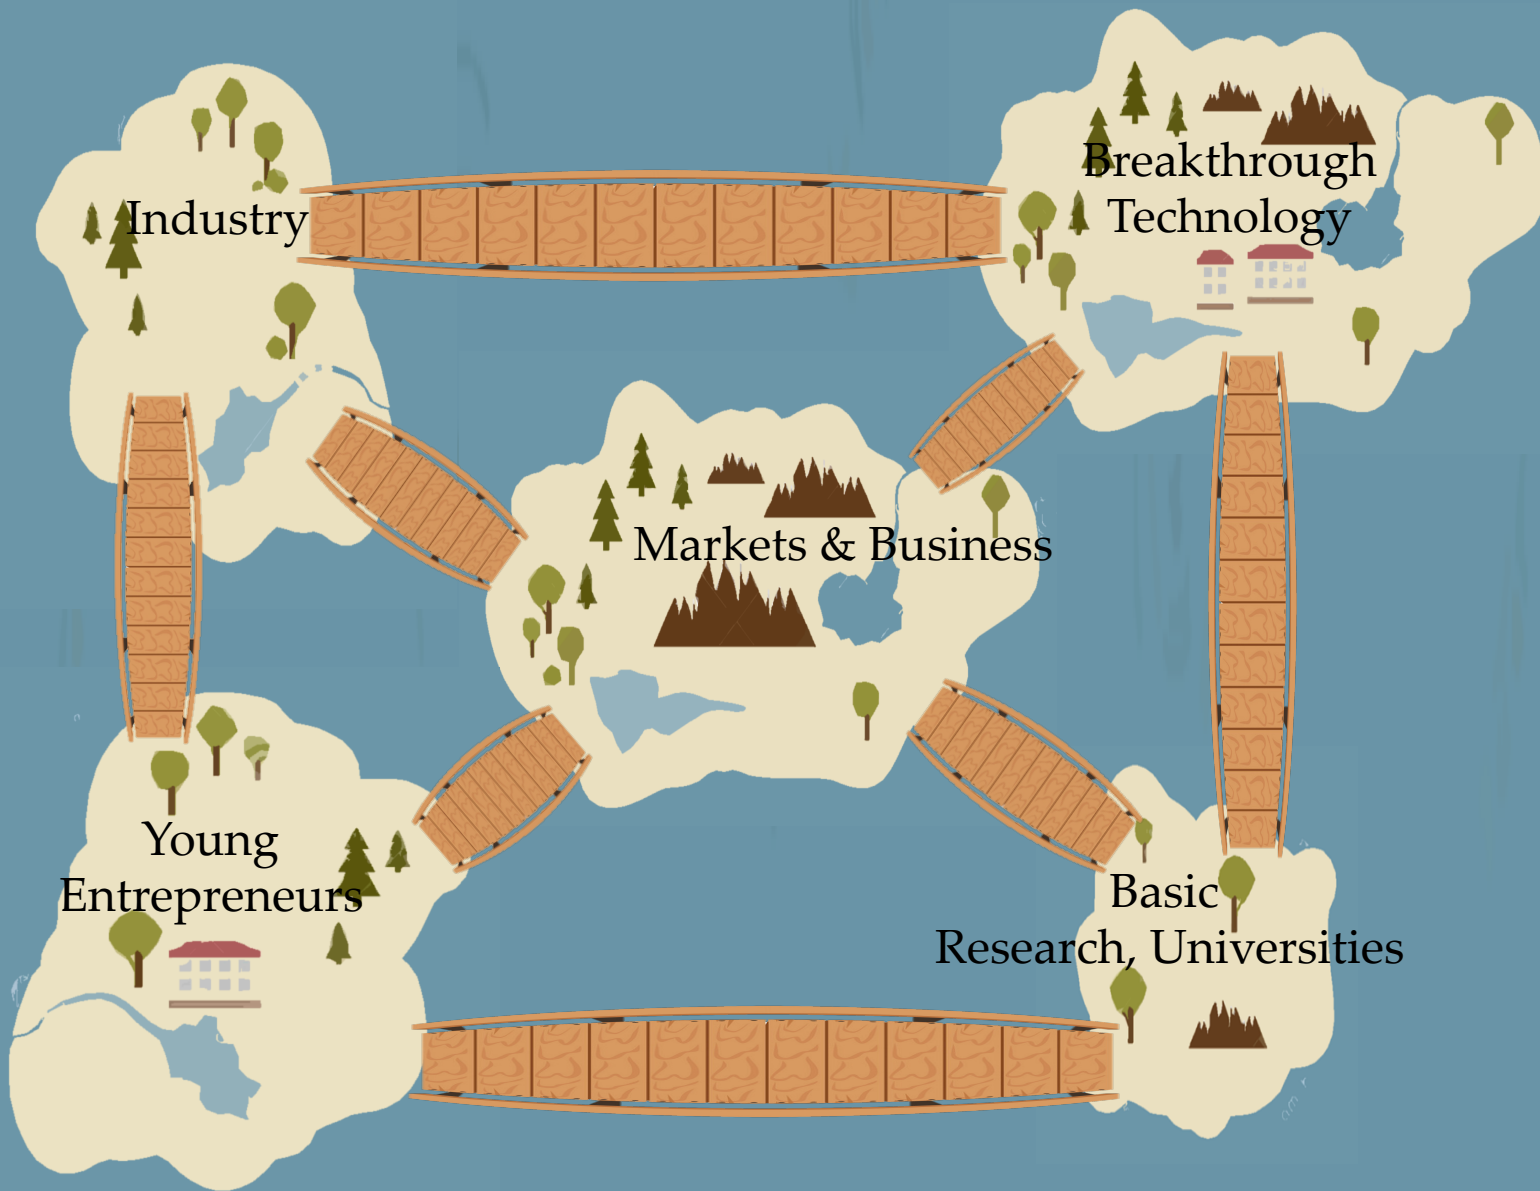 Industry
Breakthrough
Technology
Markets & Business
Young
Entrepreneurs
Basic
Research, Universities